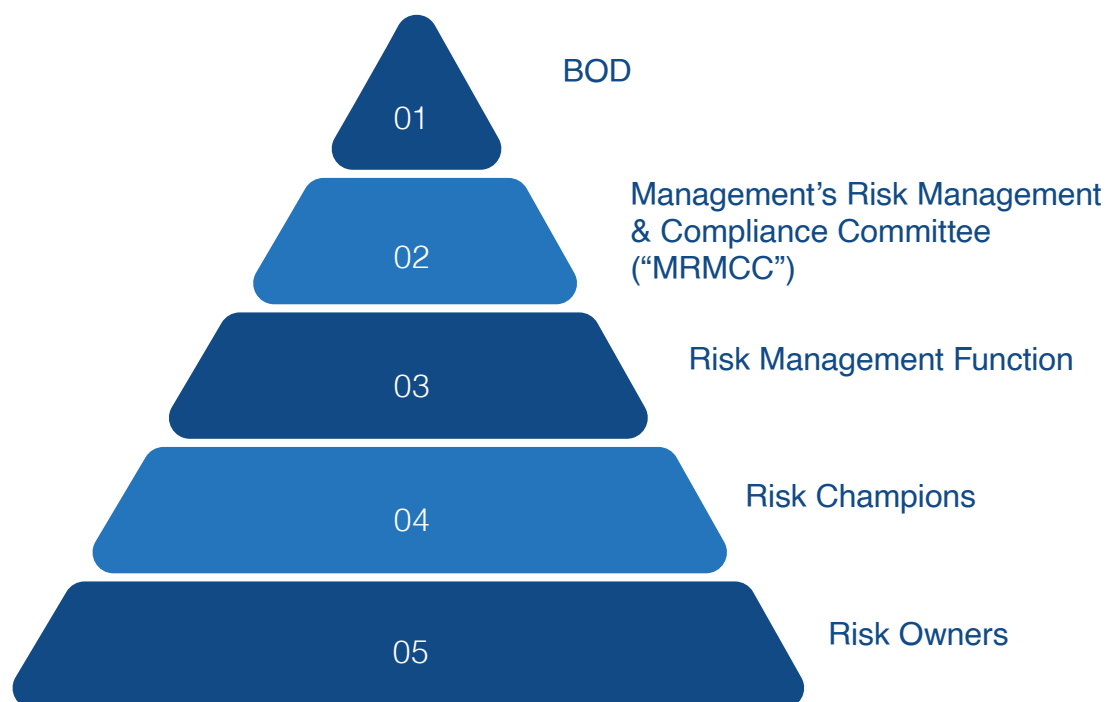 01
BOD
02
Management’s Risk Management
& Compliance Committee
(“MRMCC”)
03
Risk Management Function
04
Risk Champions
05
Risk Owners